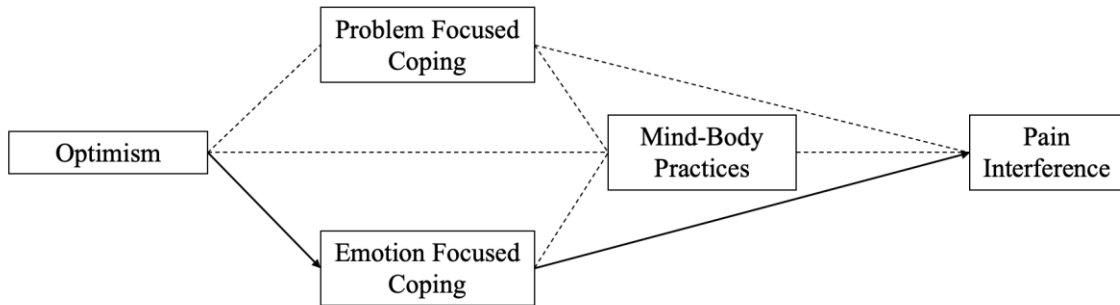 Problem Focused
Coping
Optimism
Mind-Body
Practices
Pain
Interference
Emotion Focused
Coping